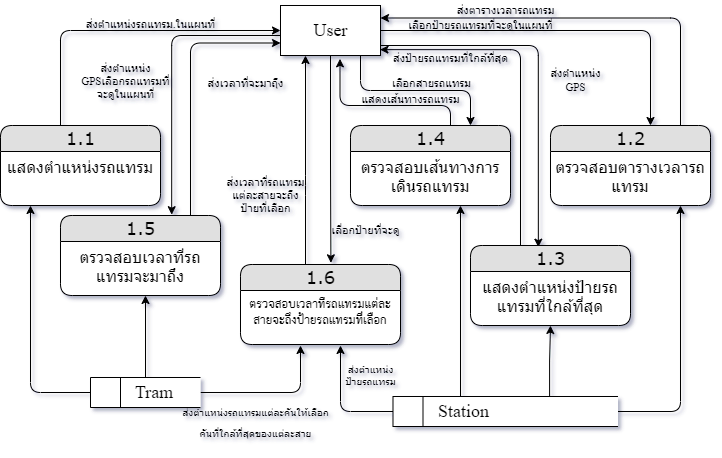 ส่งตารางเวลารถแทรม
ส่งตำแหน่งรถแทรม.ในแผนที่
User
เลือกป้ายรถแทรมที่จะดูในแผนที่
ส่งป้ายรถแทรมที่ใกล้ที่สุด
ส่งตำแหน่ง
GPSเลือกรถแทรมที่
จะดูในแผนที่
ส่งเวลาที่จะมาถึง
เลือกสายรถแทรม
แสดงเส้นทางรถแทรม
ส่งตำแหน่ง
GPS
1.1
แสดงตำแหน่งรถแทรม
1.4
ตรวจสอบเส้นทางการ
เดินรถแทรม
1.2
ตรวจสอบตารางเวลารถ
แทรม
ส่งเวลาที่รถแทรม
แต่ละสายจะถึง
ป้ายที่เลือก
1.5
ตรวจสอบเวลาที่รถ
แทรมจะมาถึง
เลือกป้ายที่จะดู
1.3
แสดงตำแหน่งป้ายรถ
แทรมที่ใกล้ที่สุด
1.6
ตรวจสอบเวลาที่รถแทรมแต่ละ
สายจะถึงป้ายรถแทรมที่เลือก
ส่งตำแหน่ง
ป้ายรถแทรม
Tram
Station
ส่งตำแหน่งรถแทรมแต่ละคันให้เลือก
คันที่ใกล้ที่สุดของแต่ละสาย